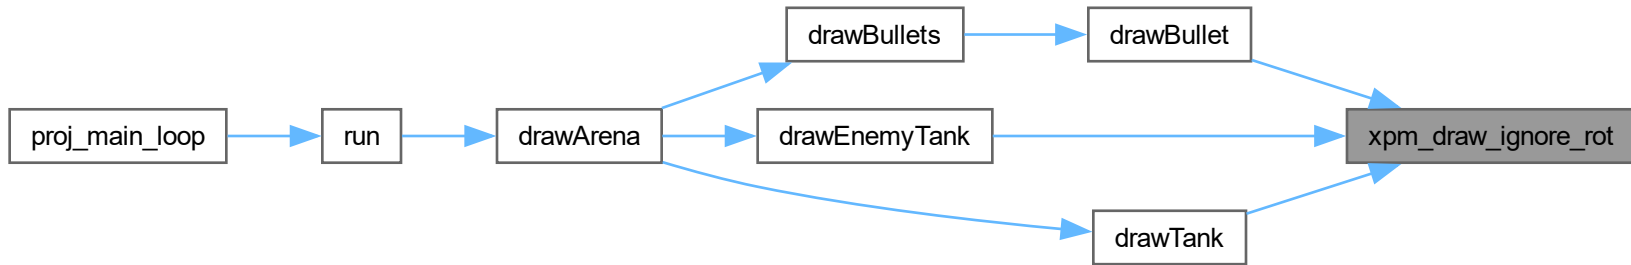 drawBullets
drawBullet
proj_main_loop
run
drawArena
drawEnemyTank
xpm_draw_ignore_rot
drawTank